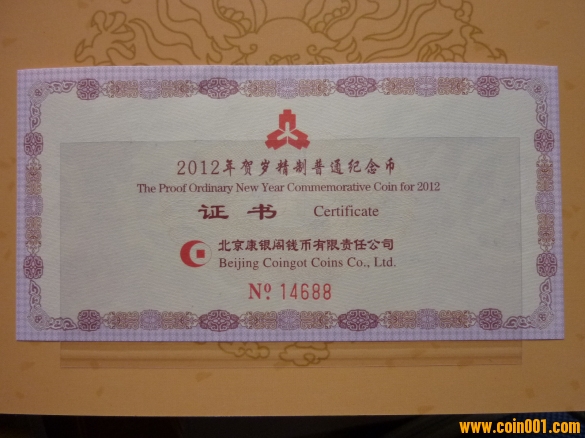 2012年贺岁精制普通纪念币
The Proof Ordinary New Year Commemorative Coin for 2012
证书 Certificate
北京康银阁钱币有限责任公司
Beijing Coingot Coins Co., Ltd.
Nº 14688
www.coin001.com